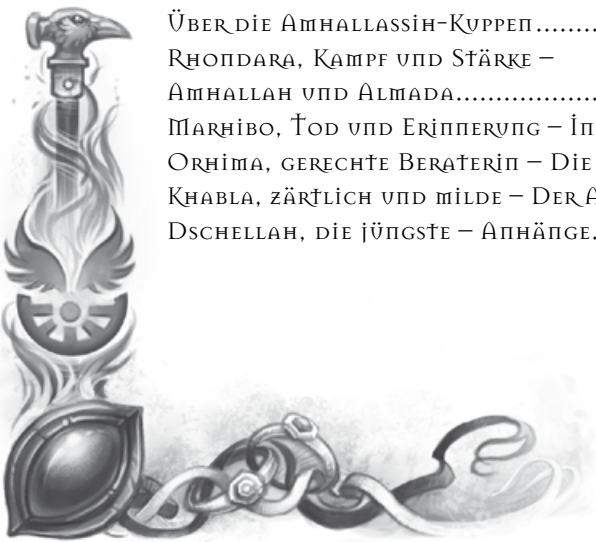 Über die Amhallassih-Kuppen........
Rhondara, Kampf und Stärke –
Amhallah und Almada....................
Marhibo, Tod und Erinnerung – In
Orhima, gerechte Beraterin – Die
Khabla, zärtlich und milde – Der A
Dschellah, die jüngste – Anhänge.